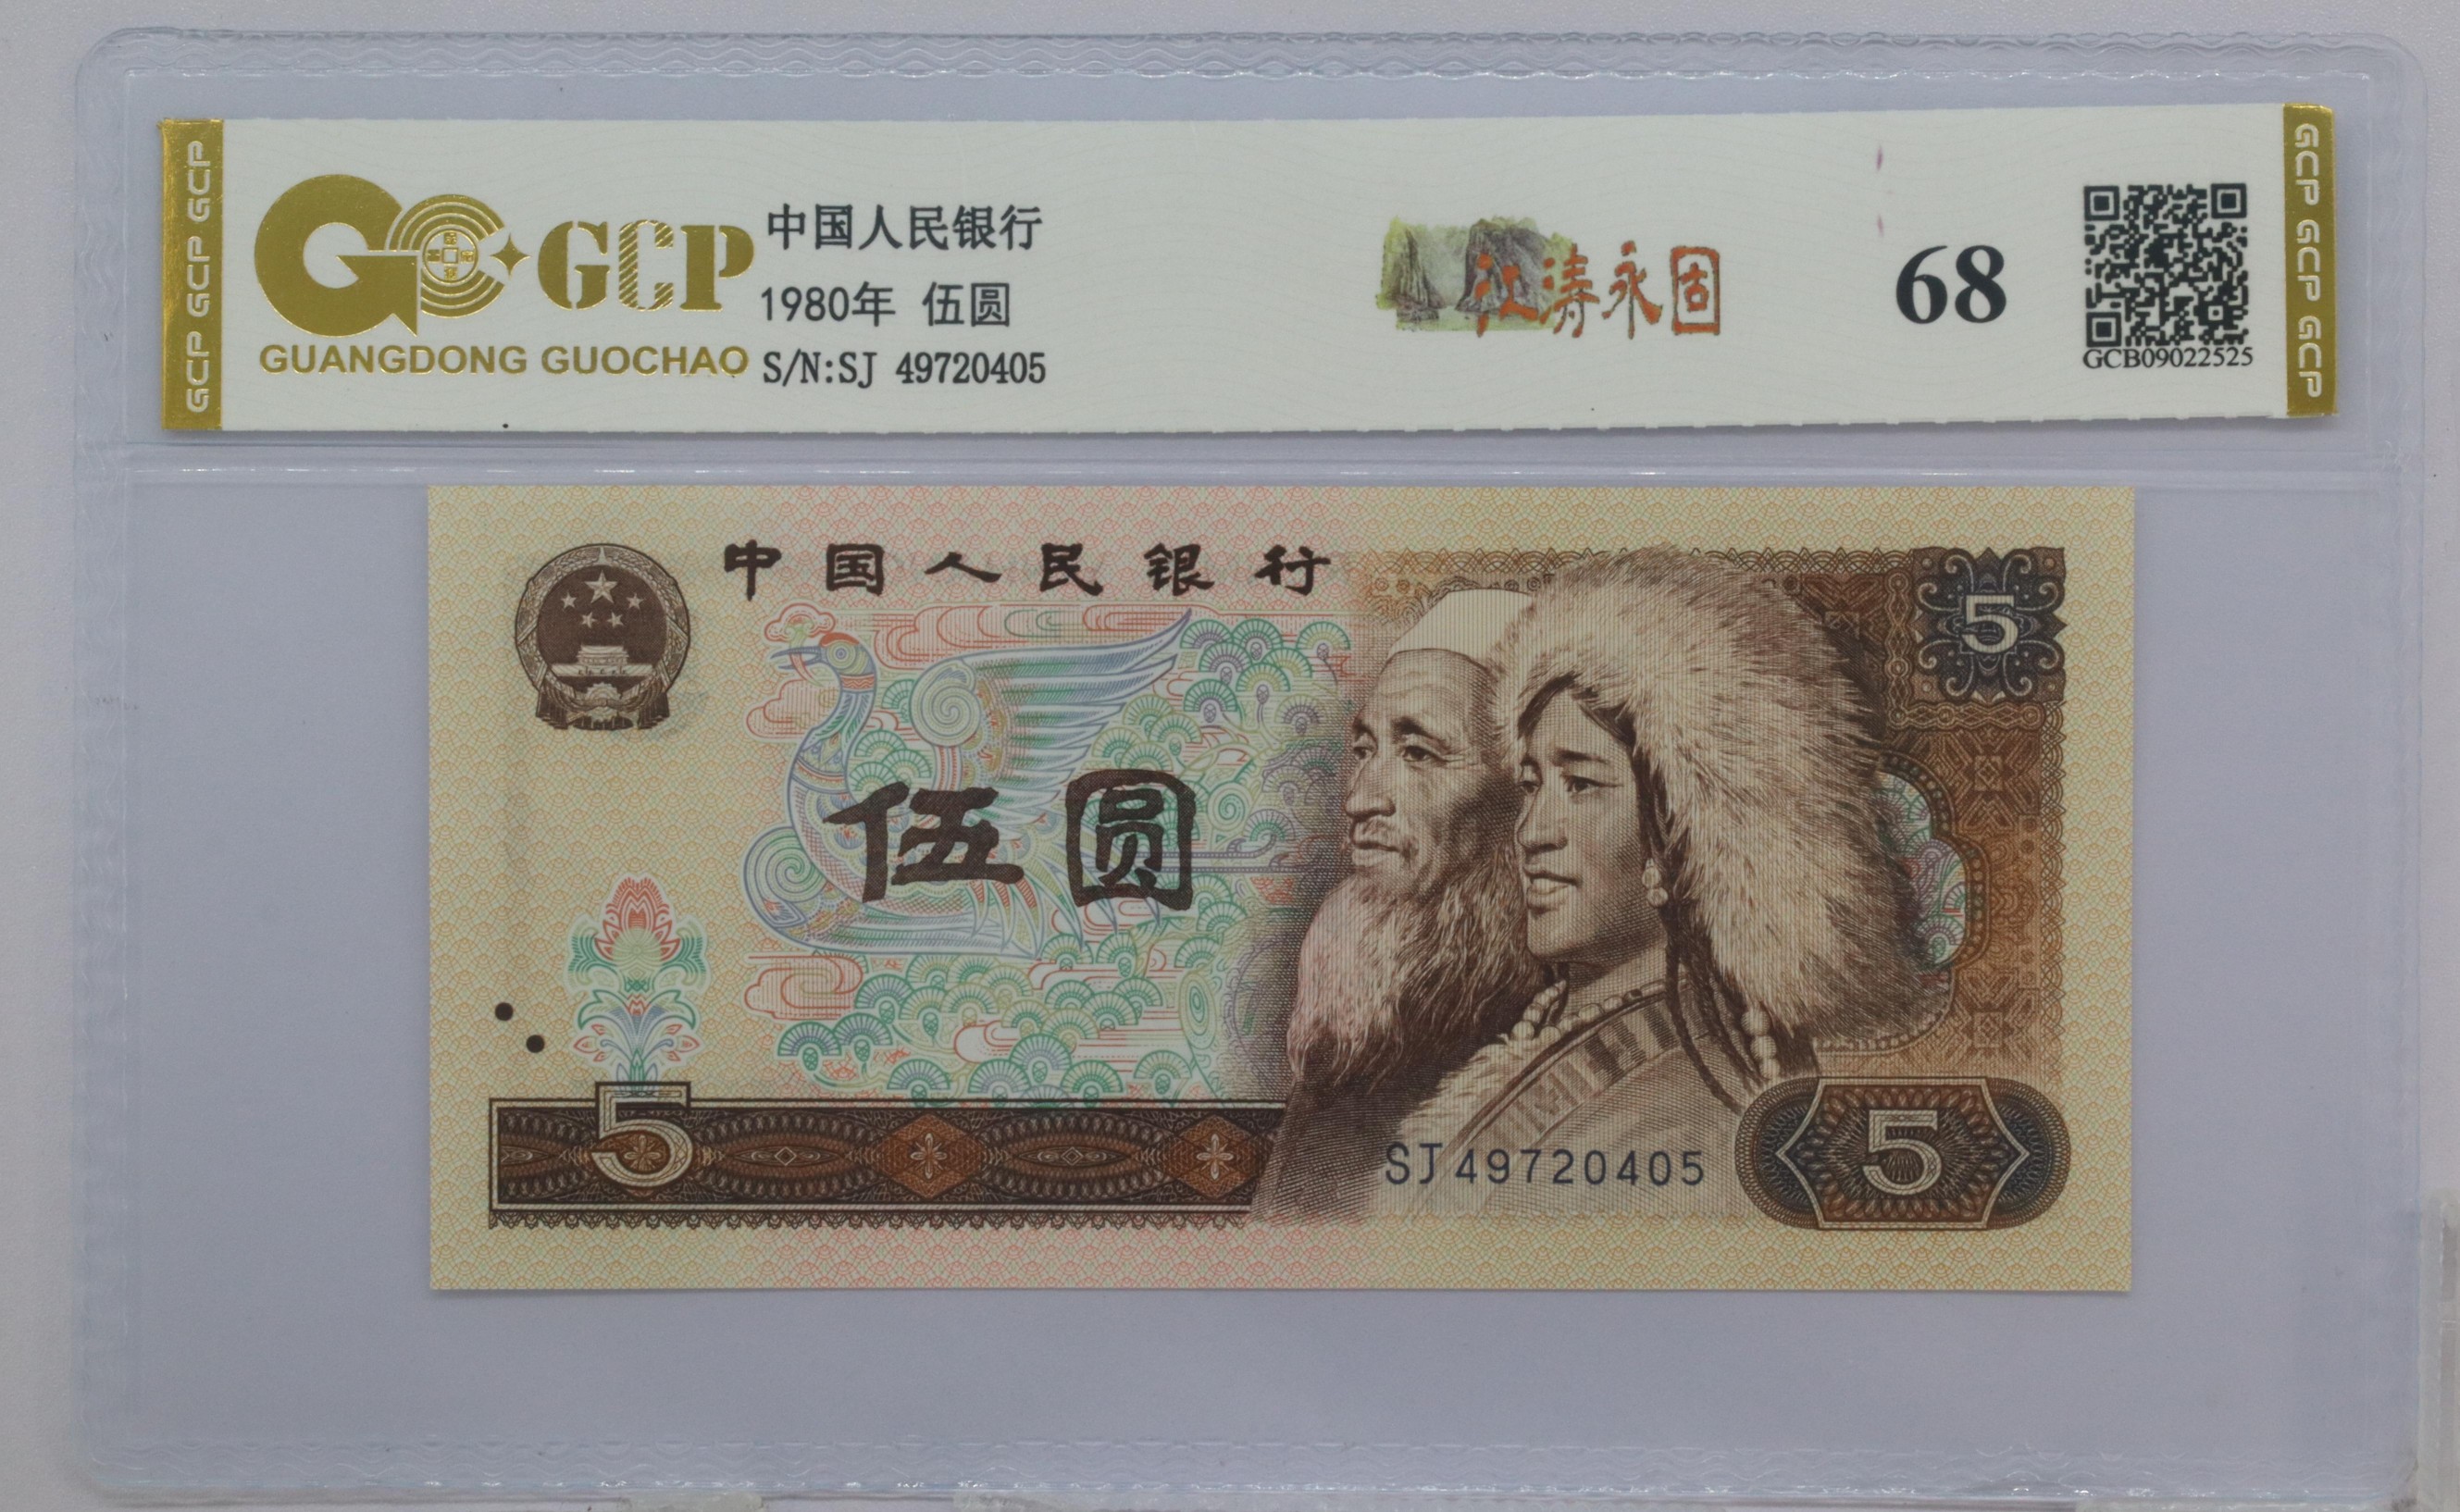 GCP GCP GCP
GCP
GUANGDONG GUOCHAO
中国人民银行
1980年 伍圆
S/N:SJ 49720405
江涛永固
68
GCB09022525
GCP GCP GCP
中国人民银行
5
伍圆
5
SJ49720405
5